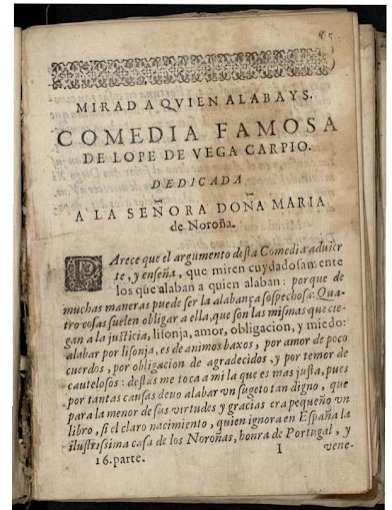 85
MIRAD A QVIEN ALABAYS.
COMEDIA FAMOSA
DE LOPE DE VEGA CARPIO.
DEDICADA
A LA SEÑORA DOÑA MARIA
de Noroña.
PArece que el argumento desta Comedia aduier
te, y enseña, que miren cuydadosamente
los que alaban a quien alaban: porque de
muchas maneras puede ser la alabança sospechosa: Qua-
tro cosas suelen obligar a ella, que son las mismas que cie-
gan a la justicia, lisonja, amor, obligacion, y miedo:
alabar por lisonja, es de animos baxos, por amor de poco
cuerdos, por obligacion de agradecidos, y por temor de
cautelosos: destas me toca a mi la que es mas justa, pues
por tantas causas deuo alabar vn sugeto tan digno, que
para la menor de sus virtudes y gracias era pequeño vn
libro, si el claro nacimiento, quien ignora en España la
ilustrissima casa de los Noroñas, honra de Portugal, y
16.parte. I vene-